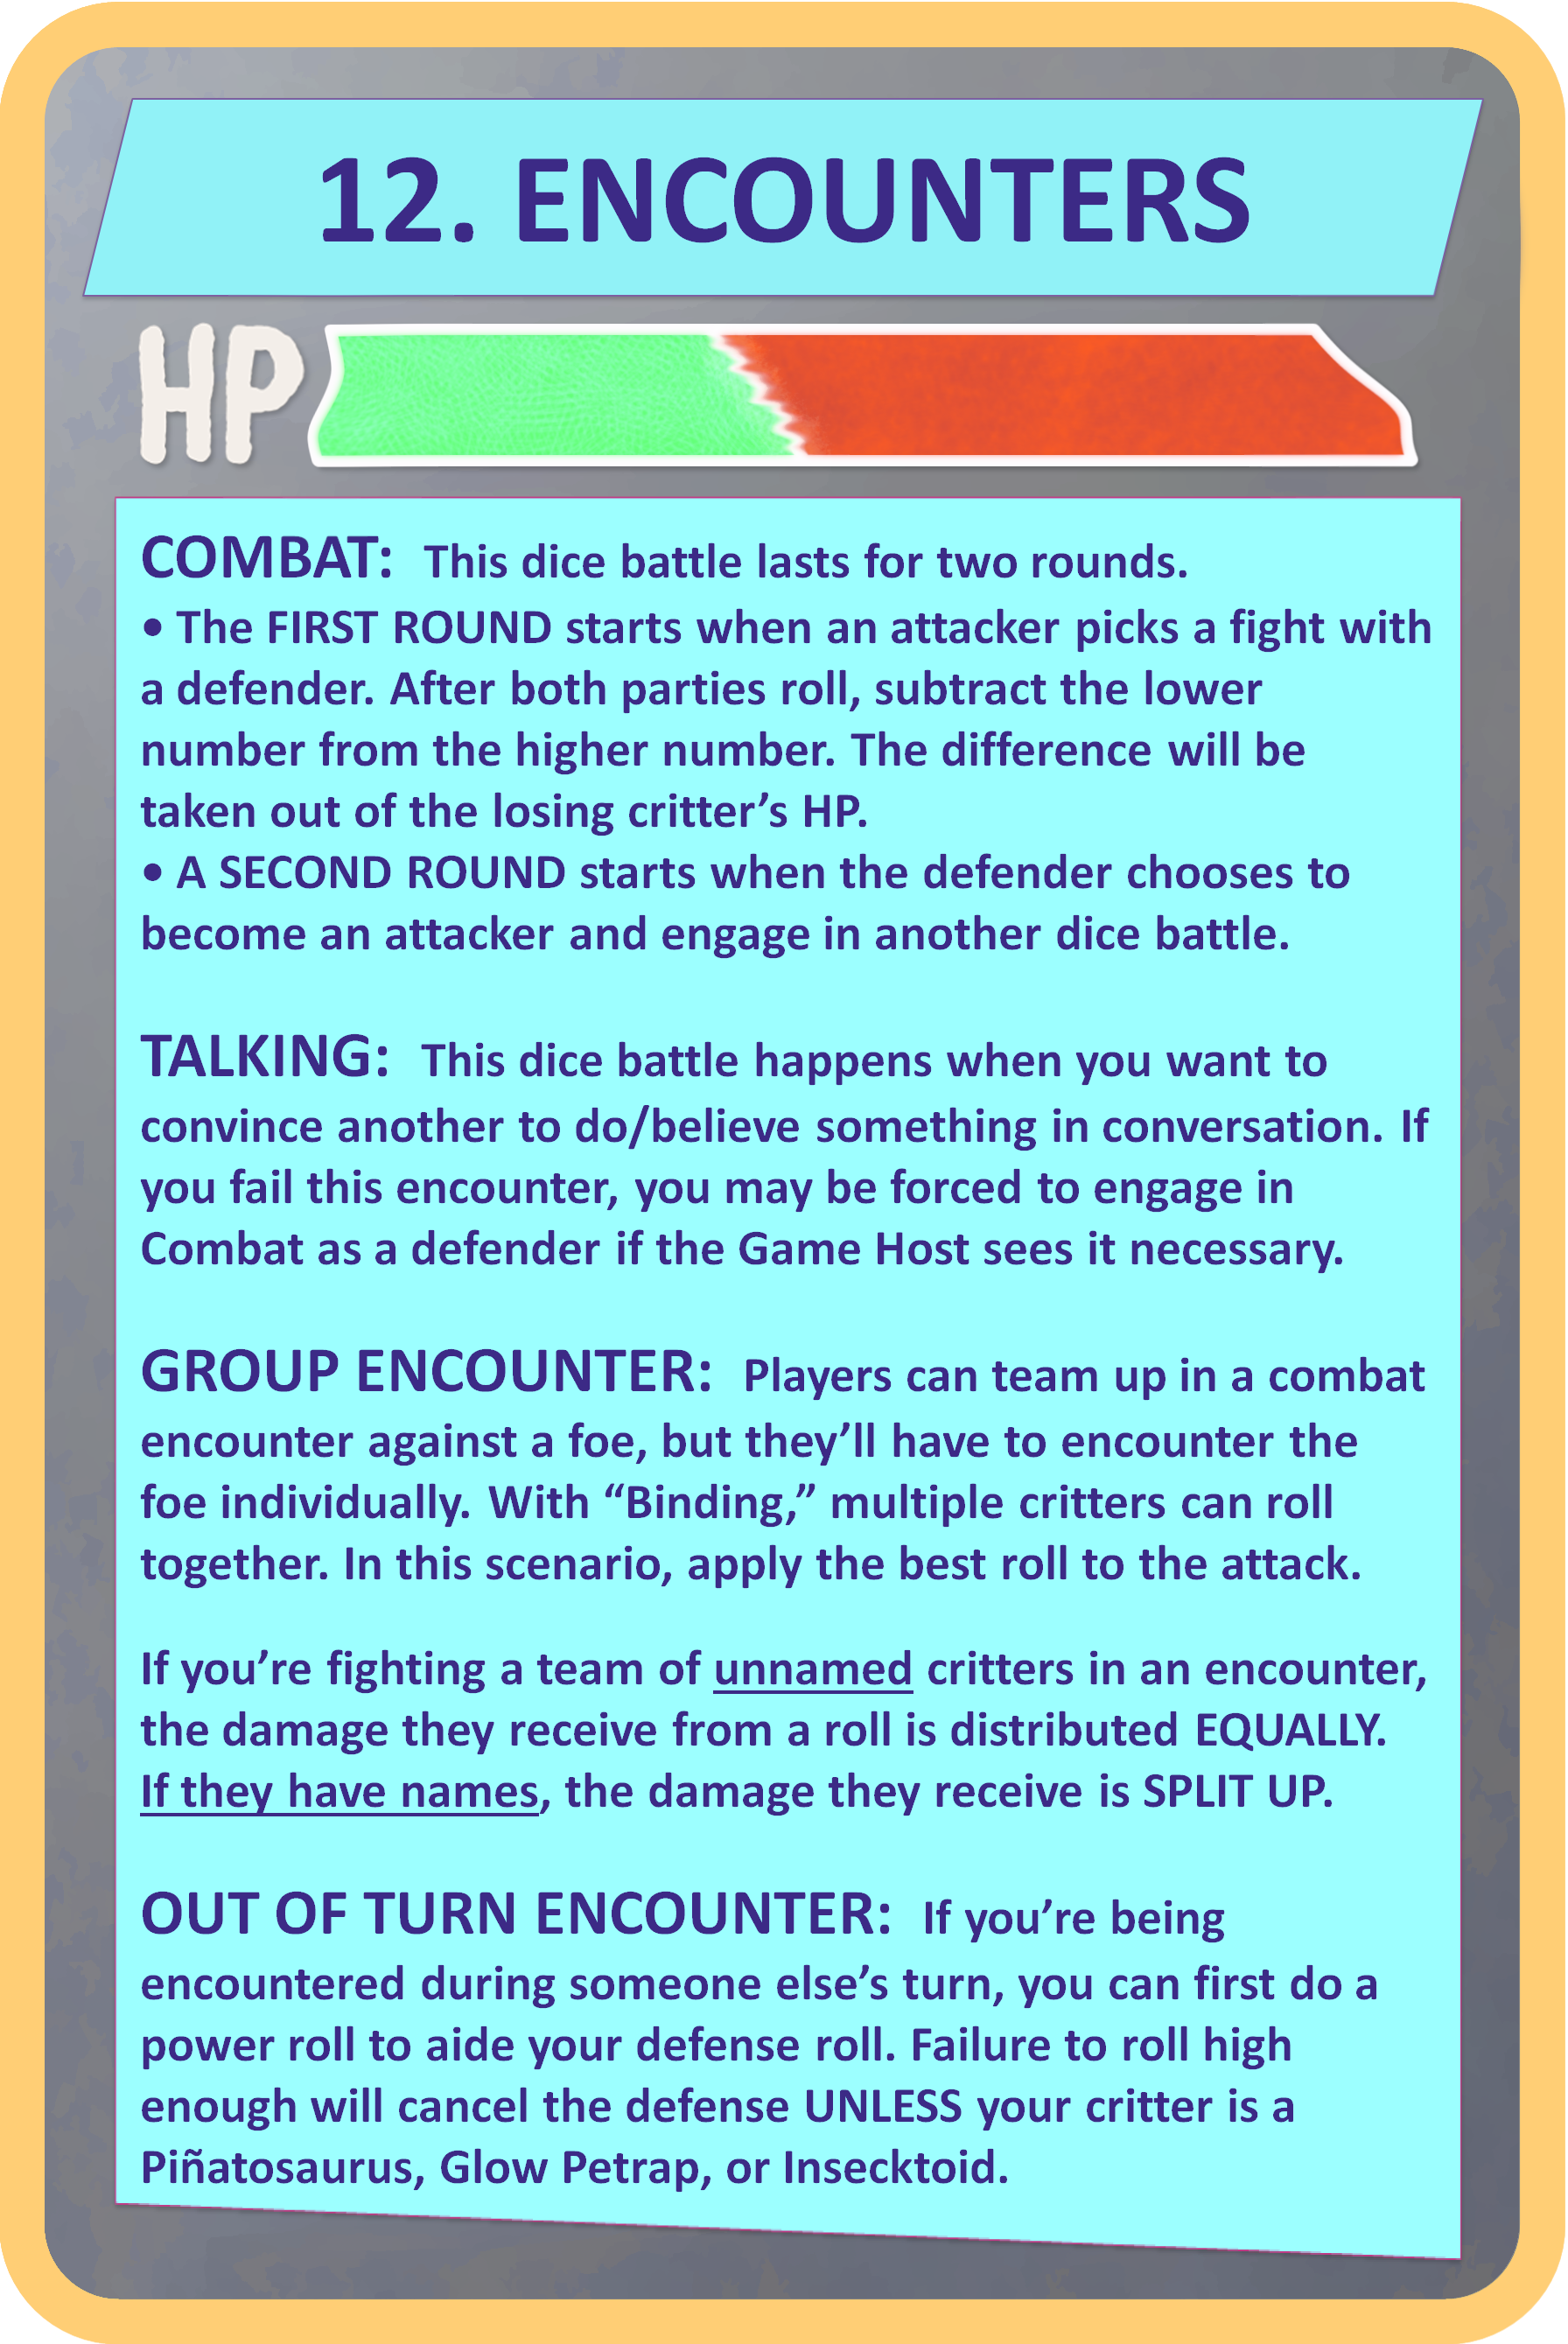 12. ENCOUNTERS
HP
COMBAT: This dice battle lasts for two rounds.
• The FIRST ROUND starts when an attacker picks a fight with
a defender. After both parties roll, subtract the lower
number from the higher number. The difference will be
taken out of the losing critter’s HP.
• A SECOND ROUND starts when the defender chooses to
become an attacker and engage in another dice battle.
TALKING: This dice battle happens when you want to
convince another to do/believe something in conversation. If
you fail this encounter, you may be forced to engage in
Combat as a defender if the Game Host sees it necessary.
GROUP ENCOUNTER: Players can team up in a combat
encounter against a foe, but they’ll have to encounter the
foe individually. With “Binding,” multiple critters can roll
together. In this scenario, apply the best roll to the attack.
If you’re fighting a team of unnamed critters in an encounter,
the damage they receive from a roll is distributed EQUALLY.
If they have names, the damage they receive is SPLIT UP.
OUT OF TURN ENCOUNTER: If you’re being
encountered during someone else’s turn, you can first do a
power roll to aide your defense roll. Failure to roll high
enough will cancel the defense UNLESS your critter is a
Piñatosaurus, Glow Petrap, or Insecktoid.